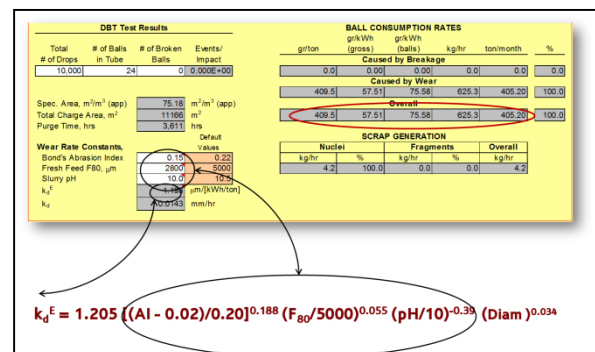 DBT Test Results
BALL CONSUMPTION RATES
Total # of Balls # of Broken Events/
# of Drops in Tube Balls Impact
10,000 24 0 0.000E+00
gr/kWh gr/kWh
gr/ton (gross) (balls) kg/hr ton/month %
Caused by Breakage
0.0 0.00 0.00 0.0 0.0 0.0
Caused by Wear
409.5 57.51 75.58 625.3 405.20 100.0
Overall
409.5 57.51 75.58 625.3 405.20 100.0
Spec. Area, m²/m³ (app) 75.18 m²/m³ (app)
Total Charge Area, m² 11166 m²
Purge Time, hrs 3,611 hrs
SCRAP GENERATION
Nuclei Fragments Overall
kg/hr % kg/hr % kg/hr
4.2 100.0 0.0 0.0 4.2
Default
Wear Rate Constants, Values
Bond's Abrasion Index 0.15 0.22
Fresh Feed F80, µm 2800 5000
Slurry pH 10.0 10.5
k_d^E µm/[kWh/ton]
k_d 0.0143 mm/hr
k_d^E = 1.205 [(AI - 0.02)/0.20]^0.188 (F₈₀/5000)^0.055 (pH/10)^-0.39 (Diam )^0.034